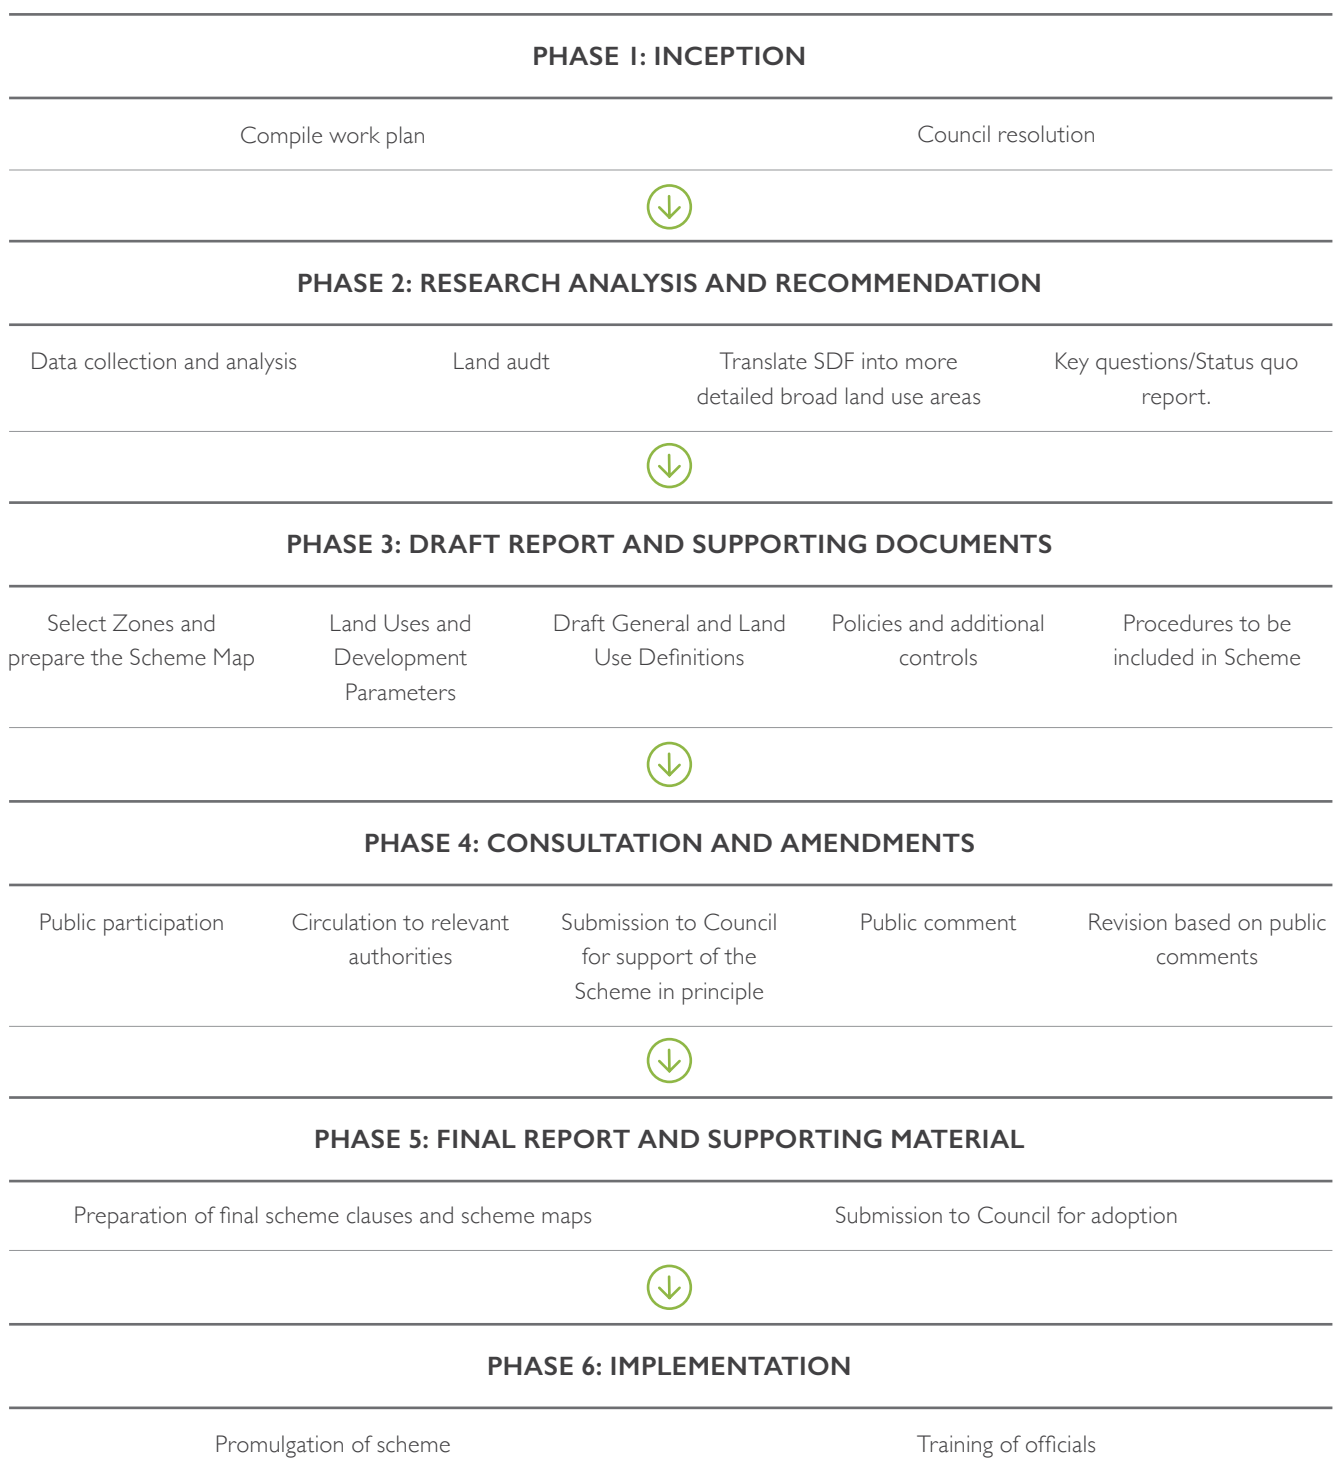 PHASE 1: INCEPTION
Compile work plan
Council resolution
PHASE 2: RESEARCH ANALYSIS AND RECOMMENDATION
Data collection and analysis
Land audt
Translate SDF into more
detailed broad land use areas
Key questions/Status quo
report.
PHASE 3: DRAFT REPORT AND SUPPORTING DOCUMENTS
Select Zones and
prepare the Scheme Map
Land Uses and
Development
Parameters
Draft General and Land
Use Definitions
Policies and additional
controls
Procedures to be
included in Scheme
PHASE 4: CONSULTATION AND AMENDMENTS
Public participation
Circulation to relevant
authorities
Submission to Council
for support of the
Scheme in principle
Public comment
Revision based on public
comments
PHASE 5: FINAL REPORT AND SUPPORTING MATERIAL
Preparation of final scheme clauses and scheme maps
Submission to Council for adoption
PHASE 6: IMPLEMENTATION
Promulgation of scheme
Training of officials